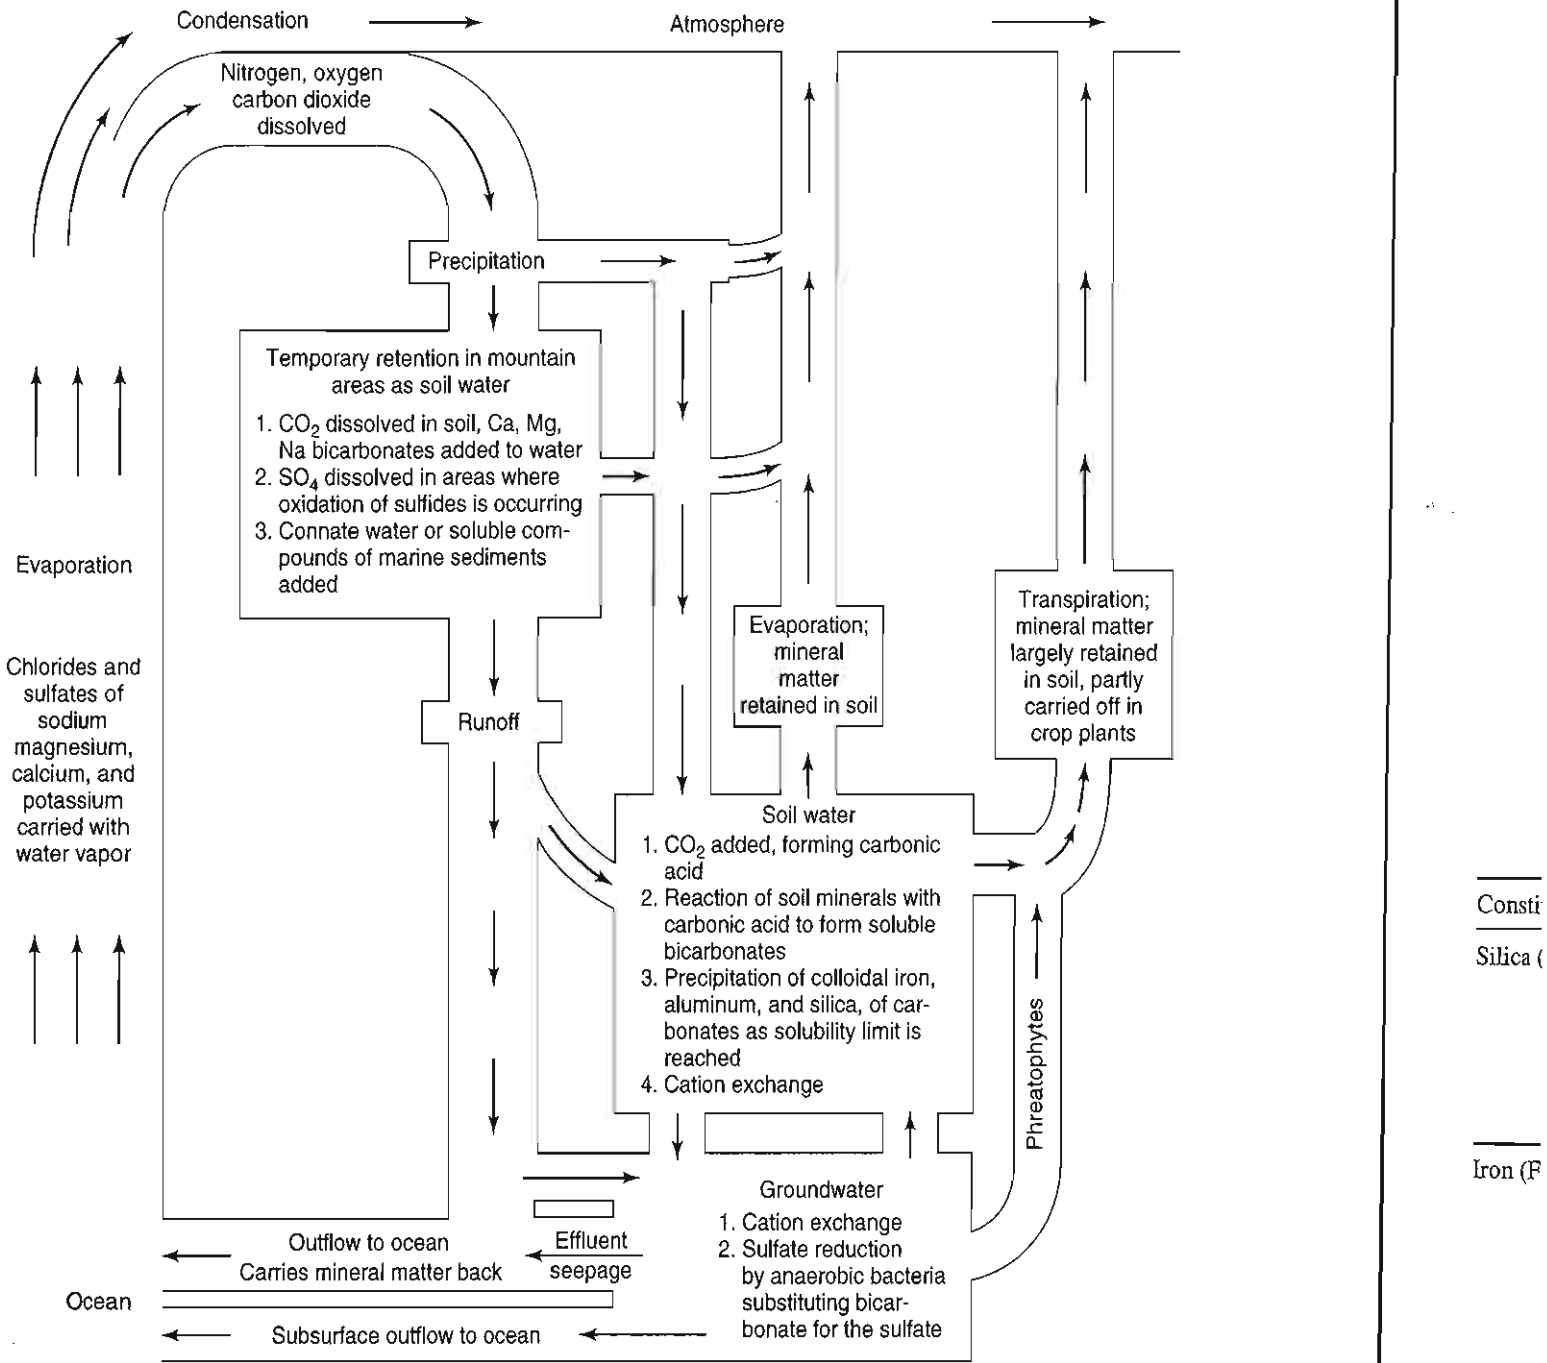 Condensation
Atmosphere
Nitrogen, oxygen
carbon dioxide
dissolved
Precipitation
Temporary retention in mountain
areas as soil water
1. CO₂ dissolved in soil, Ca, Mg,
Na bicarbonates added to water
2. SO₄ dissolved in areas where
oxidation of sulfides is occurring
3. Connate water or soluble com-
pounds of marine sediments
added
Evaporation
Chlorides and
sulfates of
sodium
magnesium,
calcium, and
potassium
carried with
water vapor
Runoff
Evaporation;
mineral
matter
retained in soil
Transpiration;
mineral matter
largely retained
in soil, partly
carried off in
crop plants
Soil water
1. CO₂ added, forming carbonic
acid
2. Reaction of soil minerals with
carbonic acid to form soluble
bicarbonates
3. Precipitation of colloidal iron,
aluminum, and silica, of car-
bonates as solubility limit is
reached
4. Cation exchange
Phreatophytes
Groundwater
1. Cation exchange
2. Sulfate reduction
by anaerobic bacteria
substituting bicar-
bonate for the sulfate
Effluent
seepage
Outflow to ocean
Carries mineral matter back
Ocean
Subsurface outflow to ocean
Consti
Silica (
Iron (F